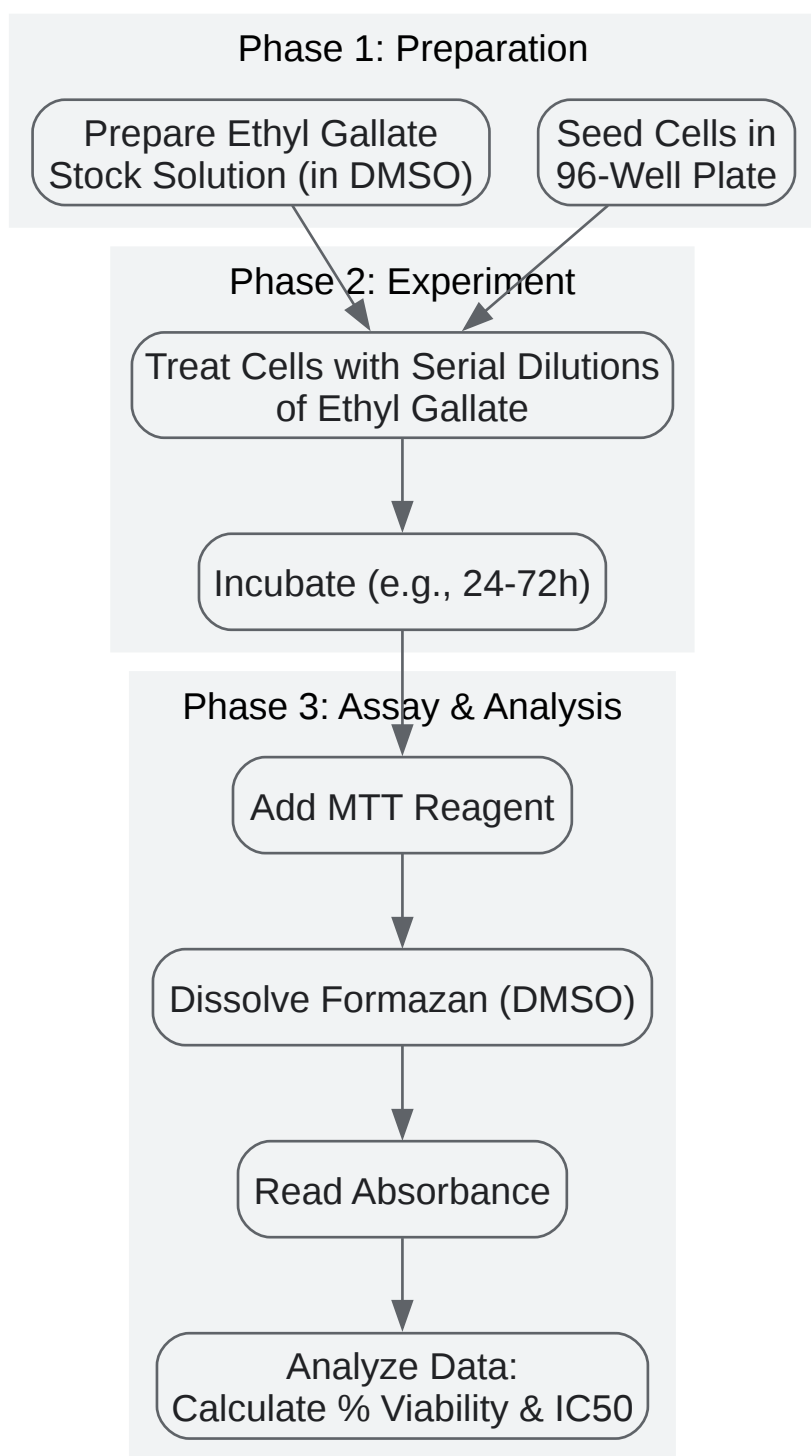 Phase 1: Preparation
Prepare Ethyl Gallate
Stock Solution (in DMSO)
Seed Cells in
96-Well Plate
Phase 2: Experiment
Treat Cells with Serial Dilutions
of Ethyl Gallate
Incubate (e.g., 24-72h)
Phase 3: Assay & Analysis
Add MTT Reagent
Dissolve Formazan (DMSO)
Read Absorbance
Analyze Data:
Calculate % Viability & IC50